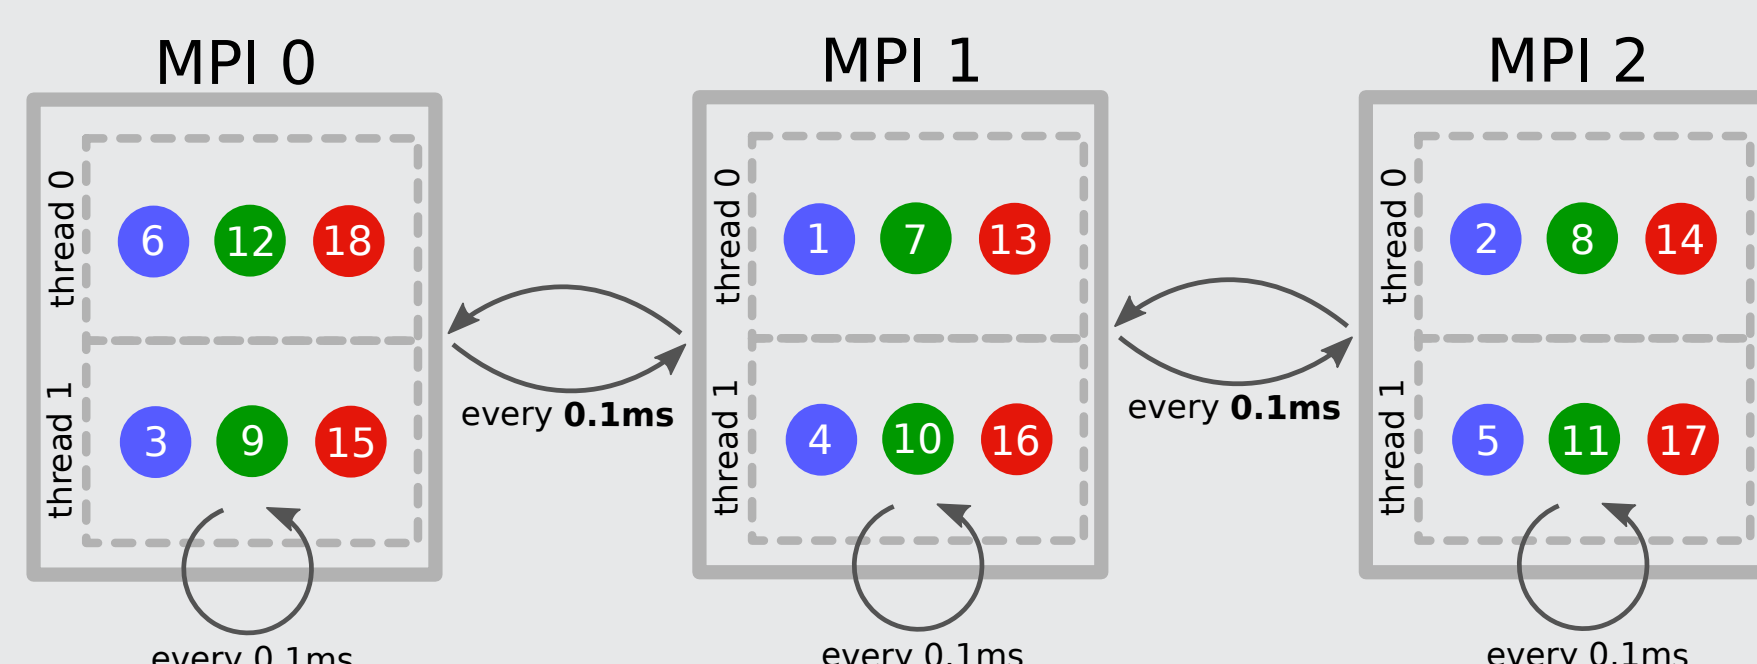 MPI 0
thread 0
6 12 18
thread 1
3 9 15
every 0.1ms
every 0.1ms
MPI 1
thread 0
1 7 13
thread 1
4 10 16
every 0.1ms
every 0.1ms
MPI 2
thread 0
2 8 14
thread 1
5 11 17
every 0.1ms